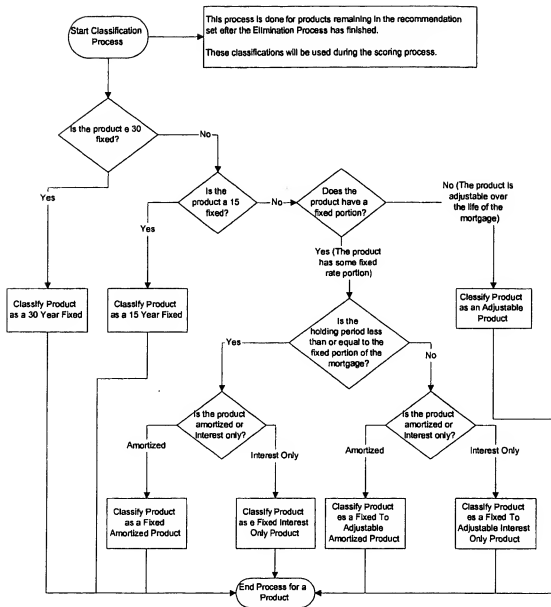 Start Classification
Process
This process is done for products remaining in the recommendation
set efter the Elimination Process has finished.
These classifications will be used during the scoring process.
Is the product e 30
fixed?
No
Yes
Is the
product a 15
fixed?
No
Yes
Does the
product have a
fixed portion?
No (The product is
adjustable over
the life of the
mortgage)
Yes (The product
has some fixed
rate portion)
Classify Product
as a 30 Year Fixed
Classify Product
as a 15 Year Fixed
Clessify Product
as an Adjustable
Product
Is the
holding period less
than or equal to the
fixed portion of the
mortgage?
Yes
No
Is the product
amortized or
Interest only?
Is the product
amortized or
Interest only?
Amortized
Interest Only
Amortized
Interest Only
Classify Product
as a Fixed
Amortized Product
Classify Product
as e Fixed Interest
Only Product
Classify Product
es a Fixed To
Adjustable
Amortized Product
Classify Product
es a Fixed To
Adjustable Interest
Only Product
End Process for a
Product